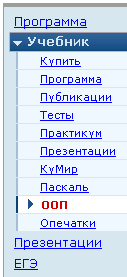 Программа
Учебник
Купить
Программа
Публикации
Тесты
Практикум
Презентации
КуМир
Паскаль
ООП
Опечатки
Презентации
ЕГЭ